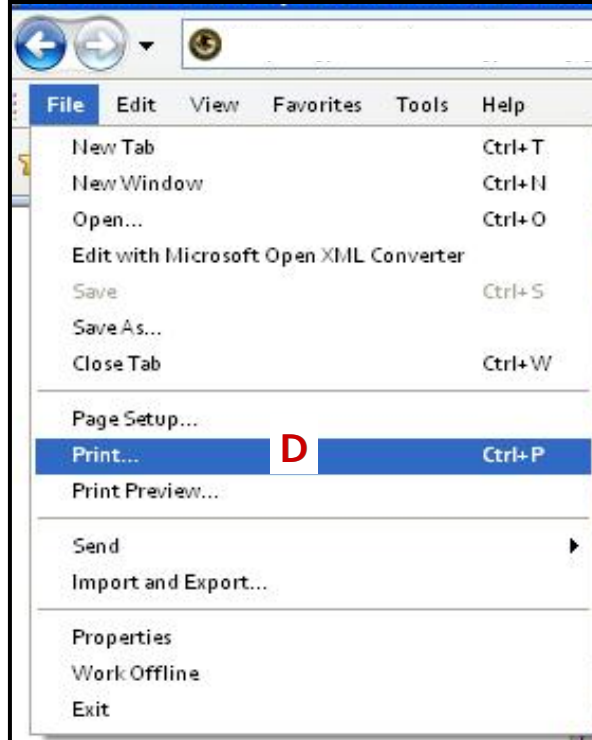 File Edit View Favorites Tools Help
New Tab Ctrl+T
New Window Ctrl+N
Open... Ctrl+O
Edit with Microsoft Open XML Converter
Save Ctrl+S
Save As...
Close Tab Ctrl+W
Page Setup...
Print... D Ctrl+P
Print Preview...
Send
Import and Export...
Properties
Work Offline
Exit